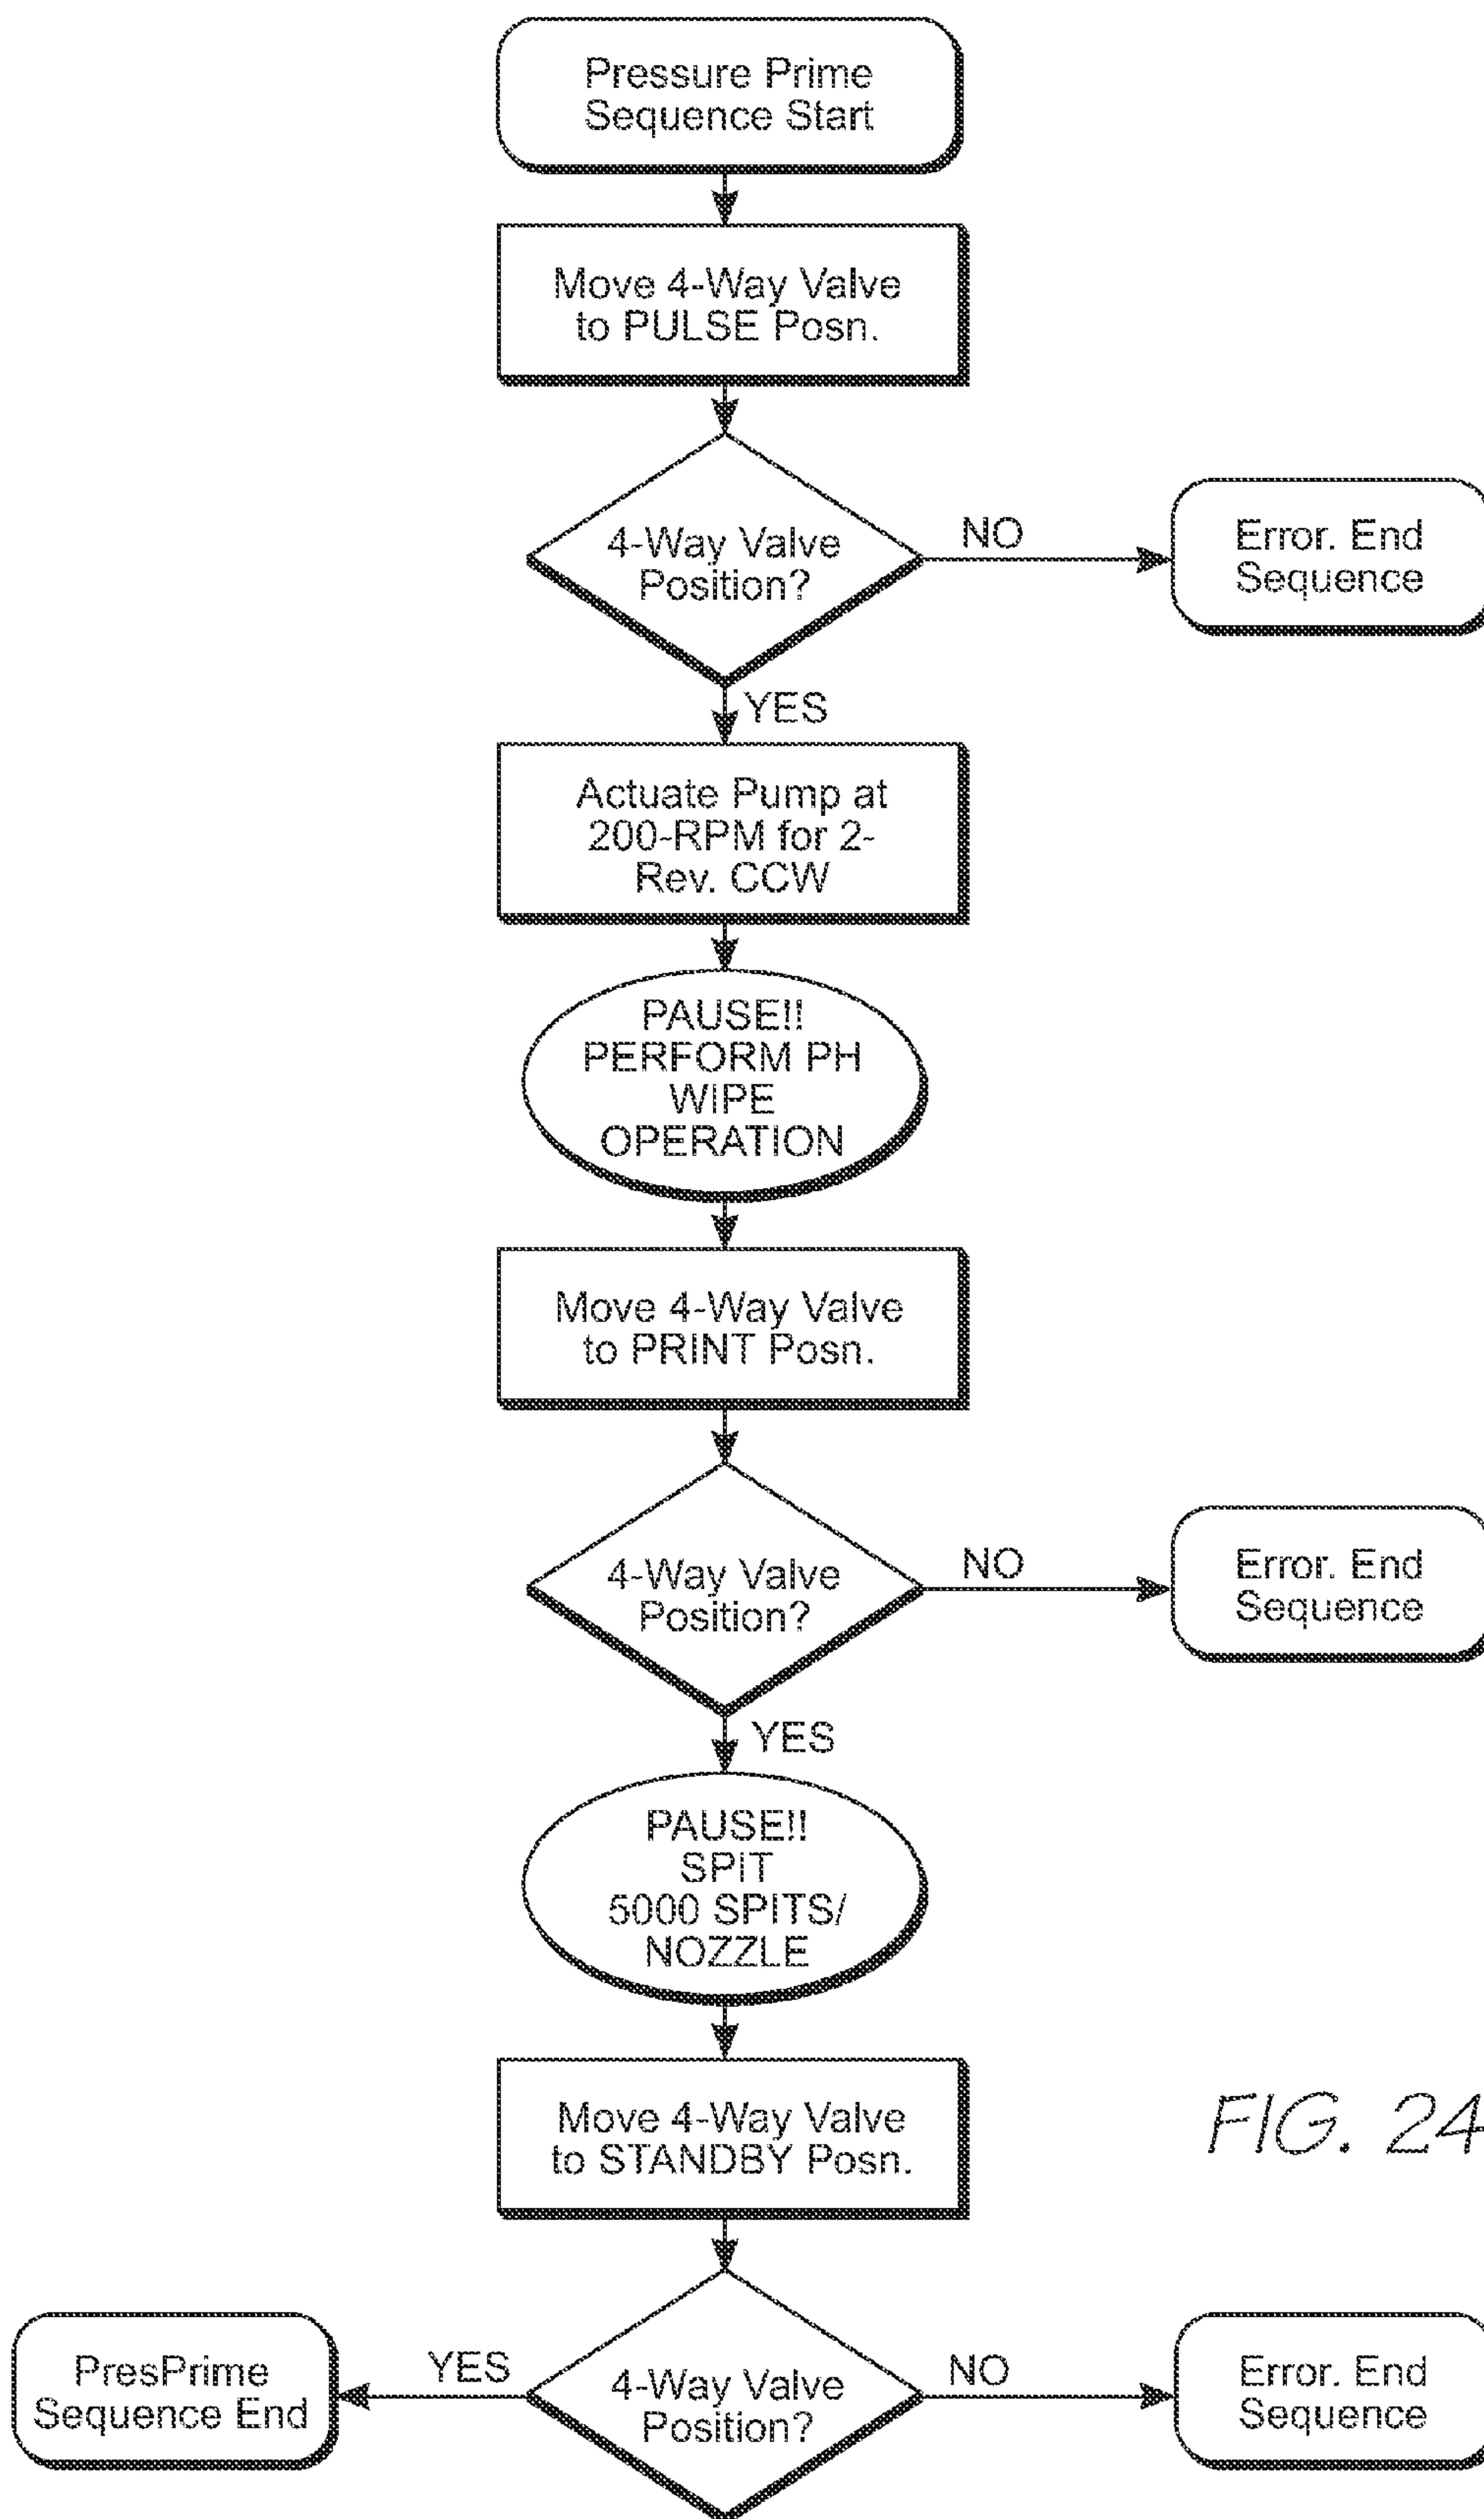 Pressure Prime
Sequence Start
Move 4-Way Valve
to PULSE Posn.
4-Way Valve
Position?
NO
Error. End
Sequence
YES
Actuate Pump at
200-RPM for 2-
Rev. CCW
PAUSE!!
PERFORM PH
WIPE
OPERATION
Move 4-Way Valve
to PRINT Posn.
4-Way Valve
Position?
NO
Error. End
Sequence
YES
PAUSE!!
SPIT
5000 SPITS/
NOZZLE
Move 4-Way Valve
to STANDBY Posn.
FIG. 24
4-Way Valve
Position?
YES
PresPrime
Sequence End
NO
Error. End
Sequence